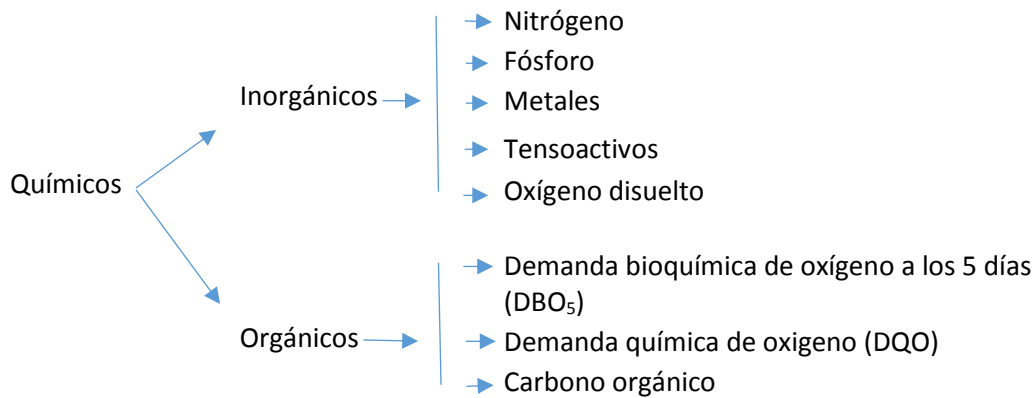 Químicos
Inorgánicos
Nitrógeno
Fósforo
Metales
Tensoactivos
Oxígeno disuelto
Orgánicos
Demanda bioquímica de oxígeno a los 5 días
(DBO₅)
Demanda química de oxigeno (DQO)
Carbono orgánico